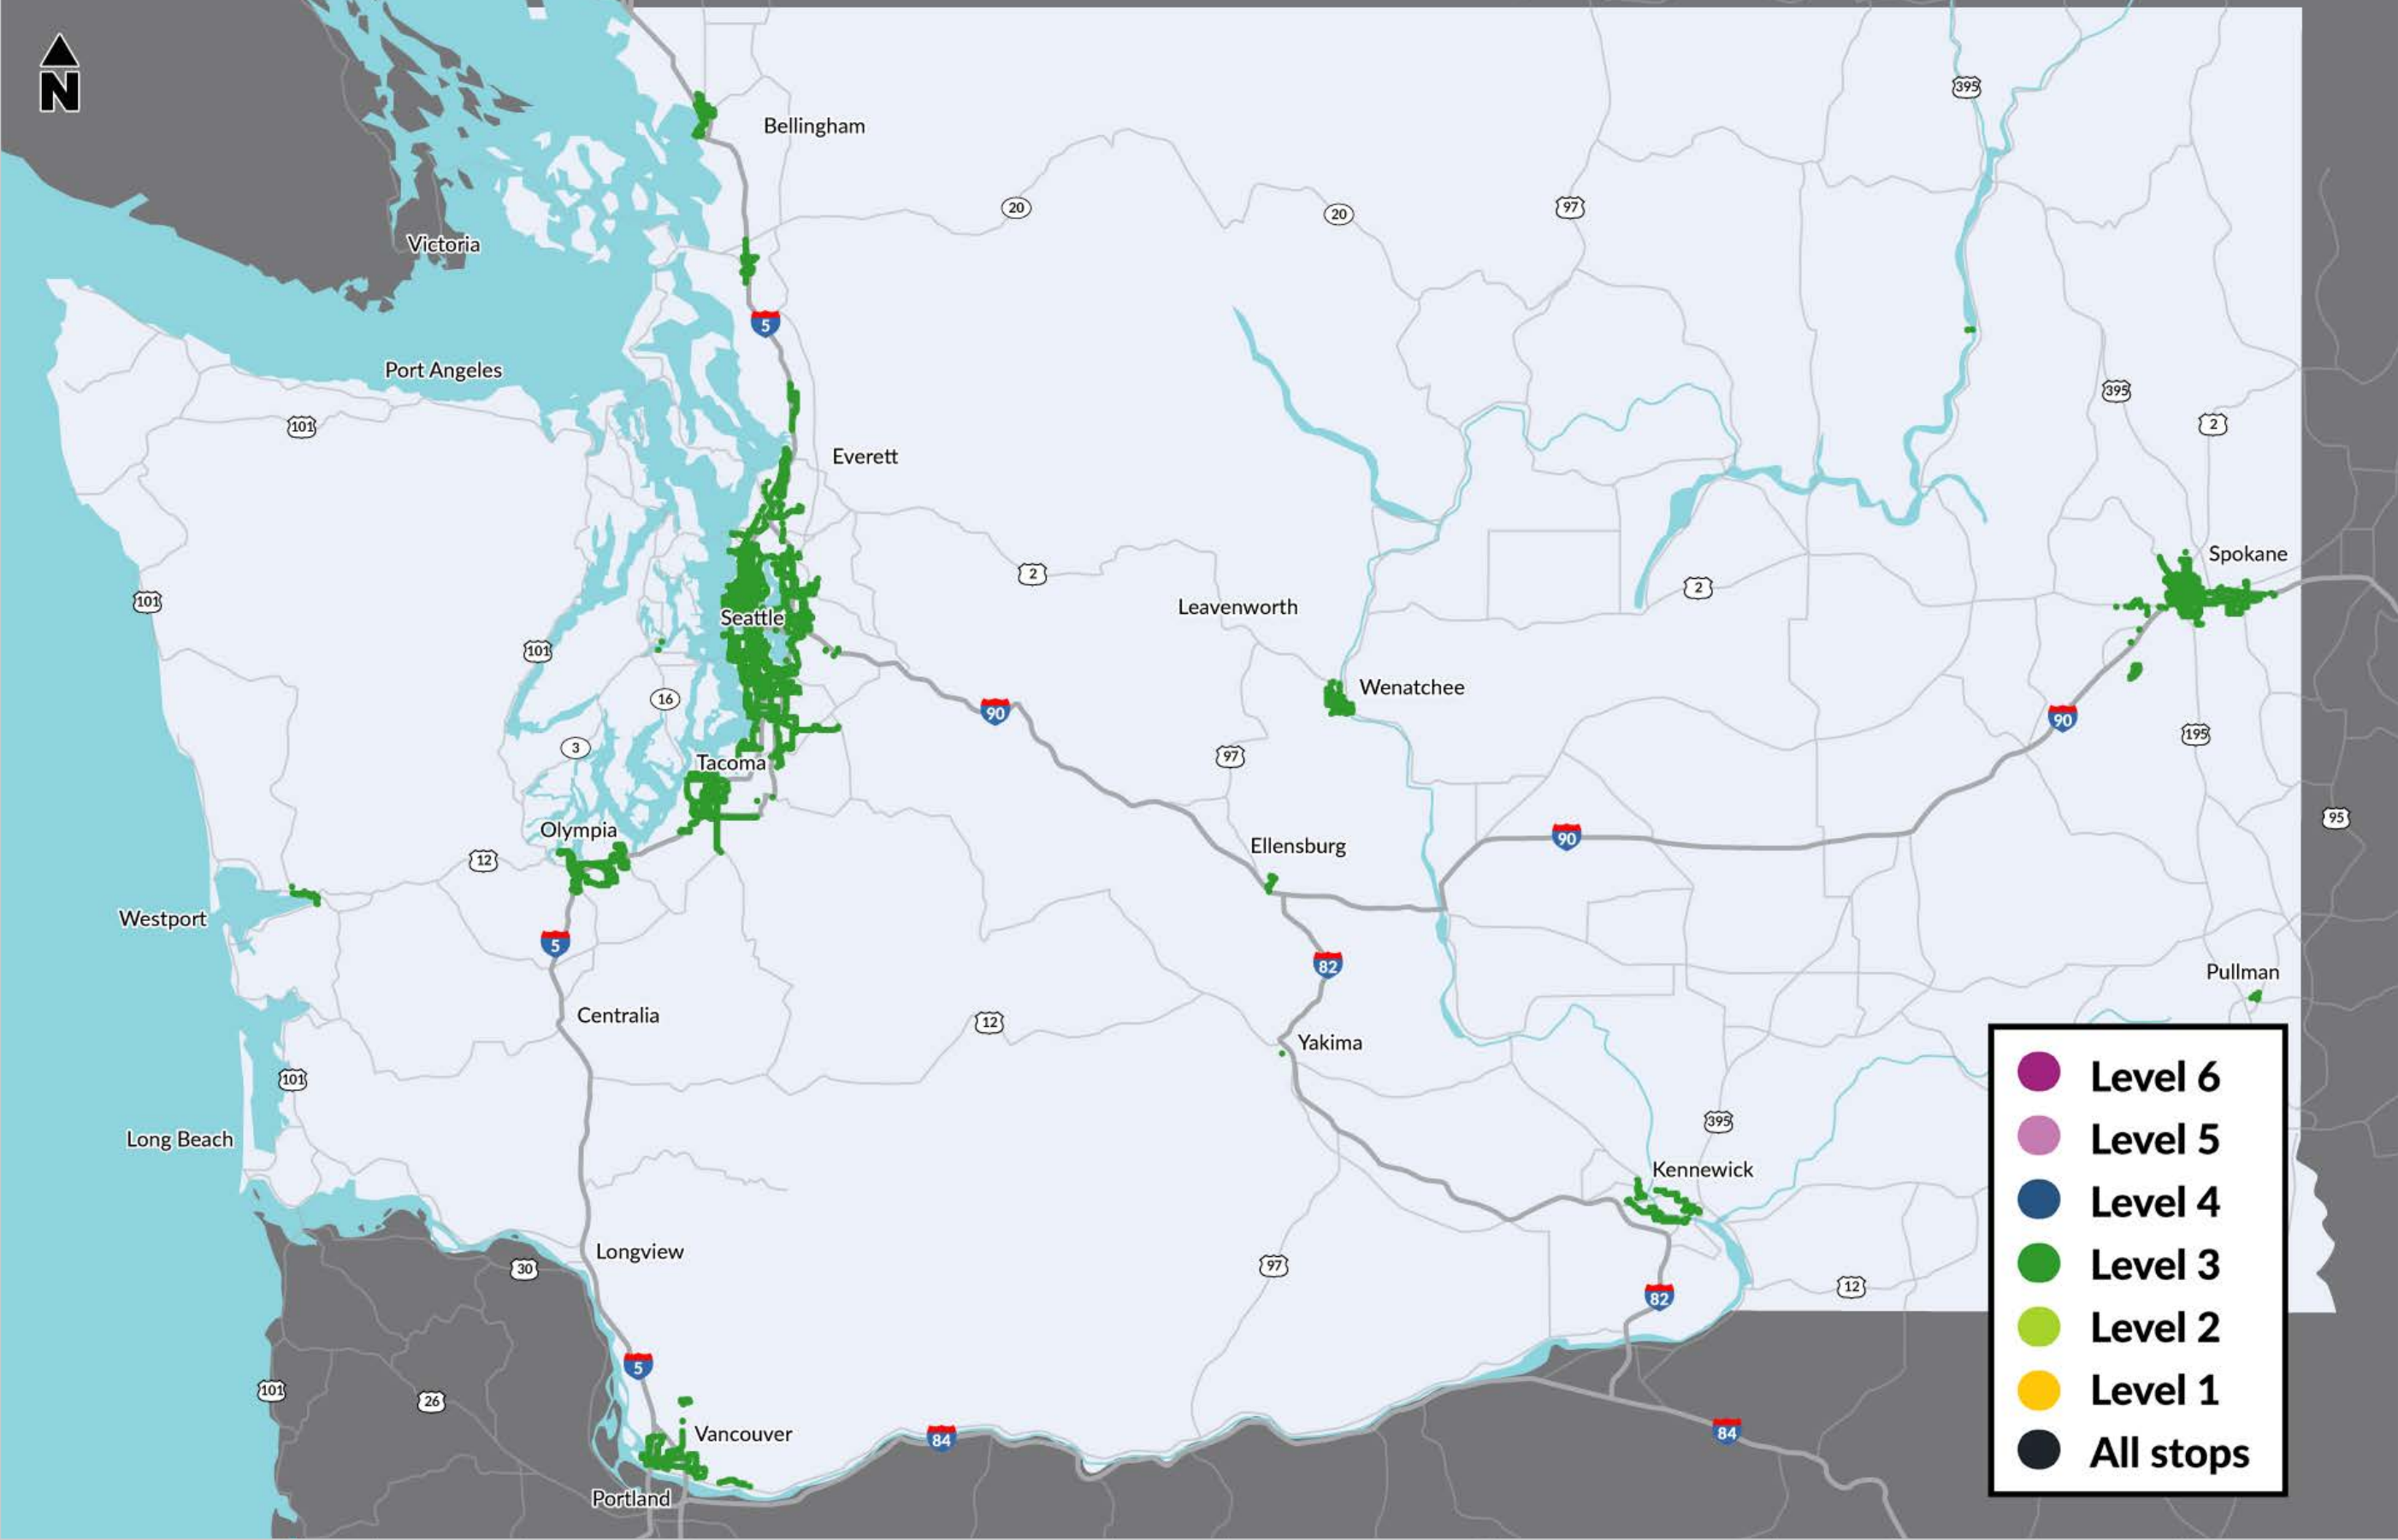 N
395
Bellingham
20
20
97
Victoria
5
Port Angeles
395
101
2
Everett
Spokane
2
2
101
Leavenworth
Seattle
101
Wenatchee
16
90
90
195
3
97
Tacoma
95
Olympia
90
Ellensburg
12
Westport
5
82
Pullman
Centralia
12
Yakima
101
395
Long Beach
Kennewick
Longview
97
30
12
82
5
101
26
Vancouver
84
84
Portland
Level 6
Level 5
Level 4
Level 3
Level 2
Level 1
All stops